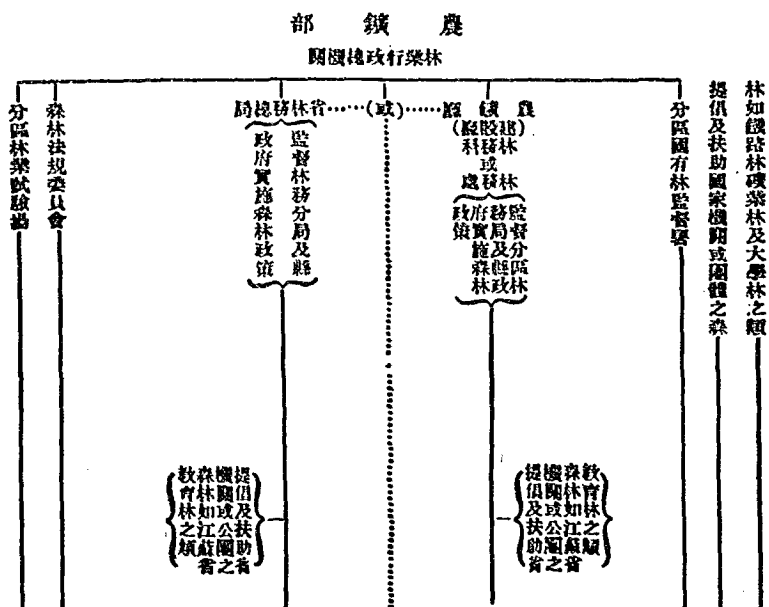 農鑛部
林業行政總機關
提倡及扶助國家機關或團體之森
林如鐵路林礦業林及大學林之類
分區國有林監督署
農鑛廳……(或)……省林務總局
(建設廳)
林務科
或
林務處
監督分區林
務局及縣政
府實施森林
政策
監督林務分局及縣
政府實施森林政策
森林法規委員會
分區林業試驗場
提倡及扶助省
機關或公團之
森林如江蘇省
教育林之類
提倡及扶助省
機關或公團之
森林如江蘇省
教育林之類